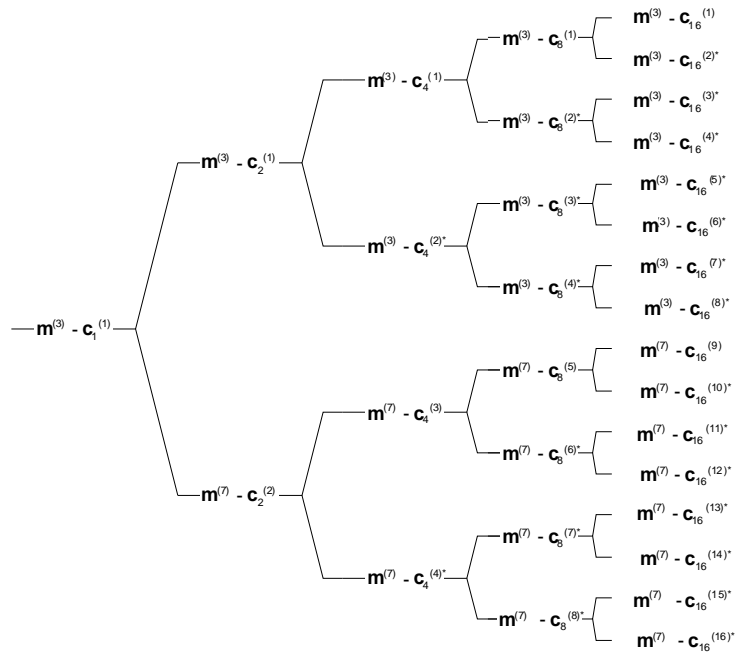 m(3) - c16(1)
m(3) - c8(1)
m(3) - c16(2)*
m(3) - c4(1)
m(3) - c16(3)*
m(3) - c8(2)*
m(3) - c16(4)*
m(3) - c2(1)
m(3) - c16(5)*
m(3) - c8(3)*
m(3) - c16(6)*
m(3) - c4(2)*
m(3) - c16(7)*
m(3) - c8(4)*
m(3) - c16(8)*
m(3) - c1(1)
m(7) - c16(9)
m(7) - c8(5)
m(7) - c16(10)*
m(7) - c4(3)
m(7) - c16(11)*
m(7) - c8(6)*
m(7) - c16(12)*
m(7) - c2(2)
m(7) - c16(13)*
m(7) - c8(7)*
m(7) - c16(14)*
m(7) - c4(4)*
m(7) - c16(15)*
m(7) - c8(8)*
m(7) - c16(16)*